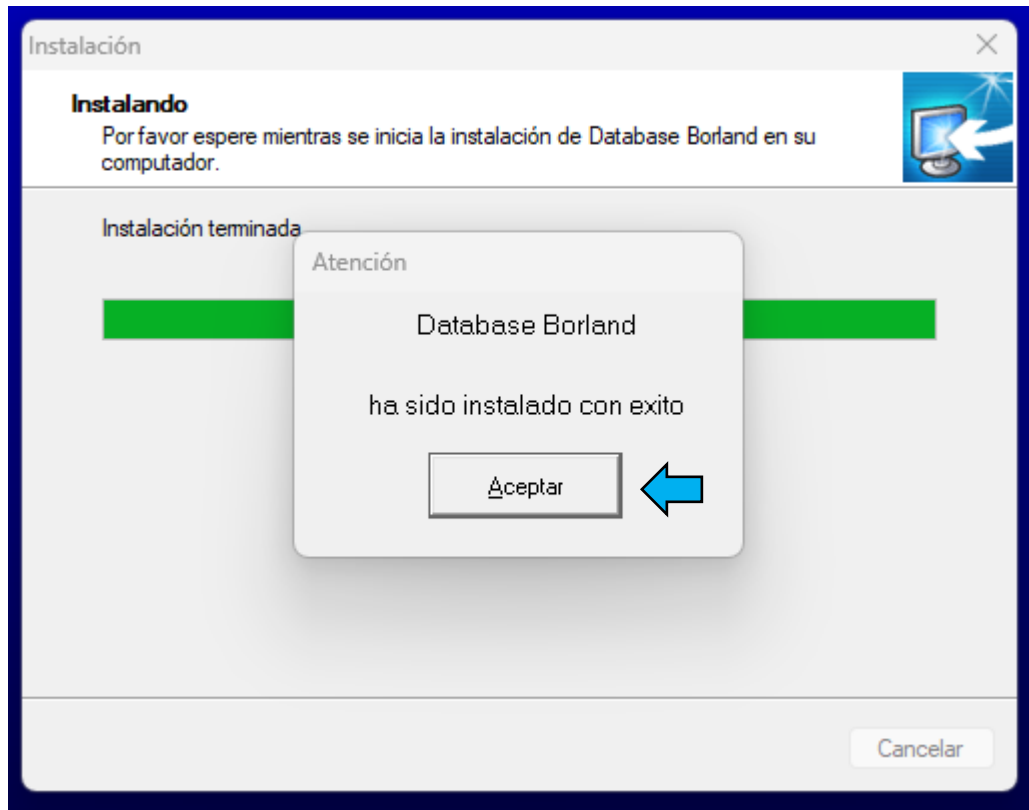 Instalación
Instalando
Por favor espere mientras se inicia la instalación de Database Borland en su
computador.
Instalación terminada
Atención
Database Borland
ha sido instalado con exito
Aceptar
Cancelar